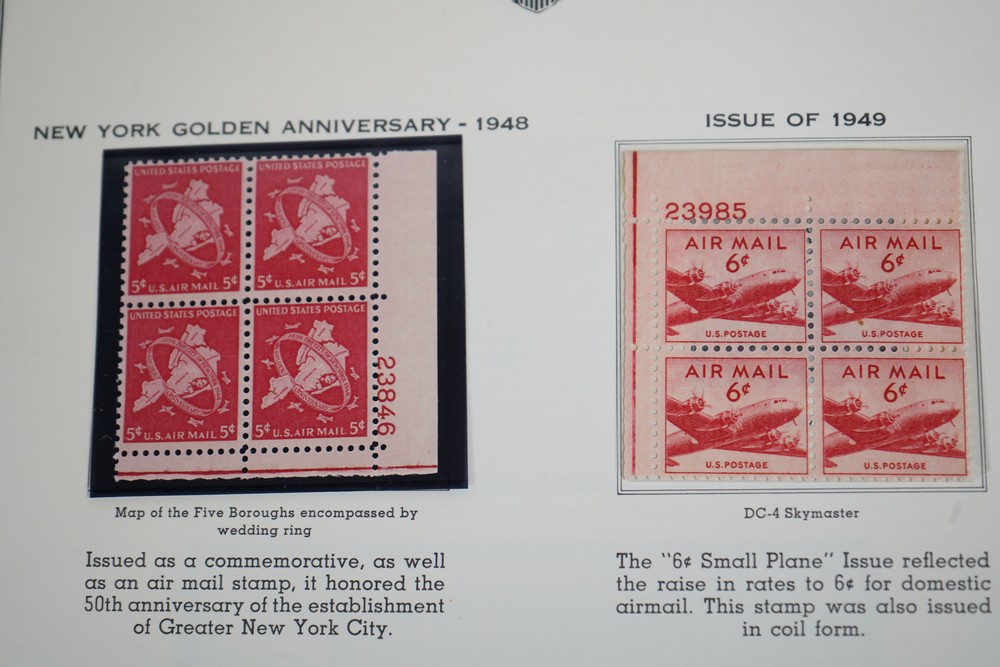 NEW YORK GOLDEN ANNIVERSARY - 1948
UNITED STATES POSTAGE
UNITED STATES POSTAGE
5¢ U.S. AIR MAIL 5¢
5¢ U.S. AIR MAIL 5¢
UNITED STATES POSTAGE
UNITED STATES POSTAGE
5¢ U.S. AIR MAIL 5¢
5¢ U.S. AIR MAIL 5¢
23846
Map of the Five Boroughs encompassed by
wedding ring
Issued as a commemorative, as well
as an air mail stamp, it honored the
50th anniversary of the establishment
of Greater New York City.
ISSUE OF 1949
23985
AIR MAIL
6¢
U.S. POSTAGE
AIR MAIL
6¢
U.S. POSTAGE
AIR MAIL
6¢
U.S. POSTAGE
AIR MAIL
6¢
U.S. POSTAGE
DC-4 Skymaster
The "6¢ Small Plane" Issue reflected
the raise in rates to 6¢ for domestic
airmail. This stamp was also issued
in coil form.